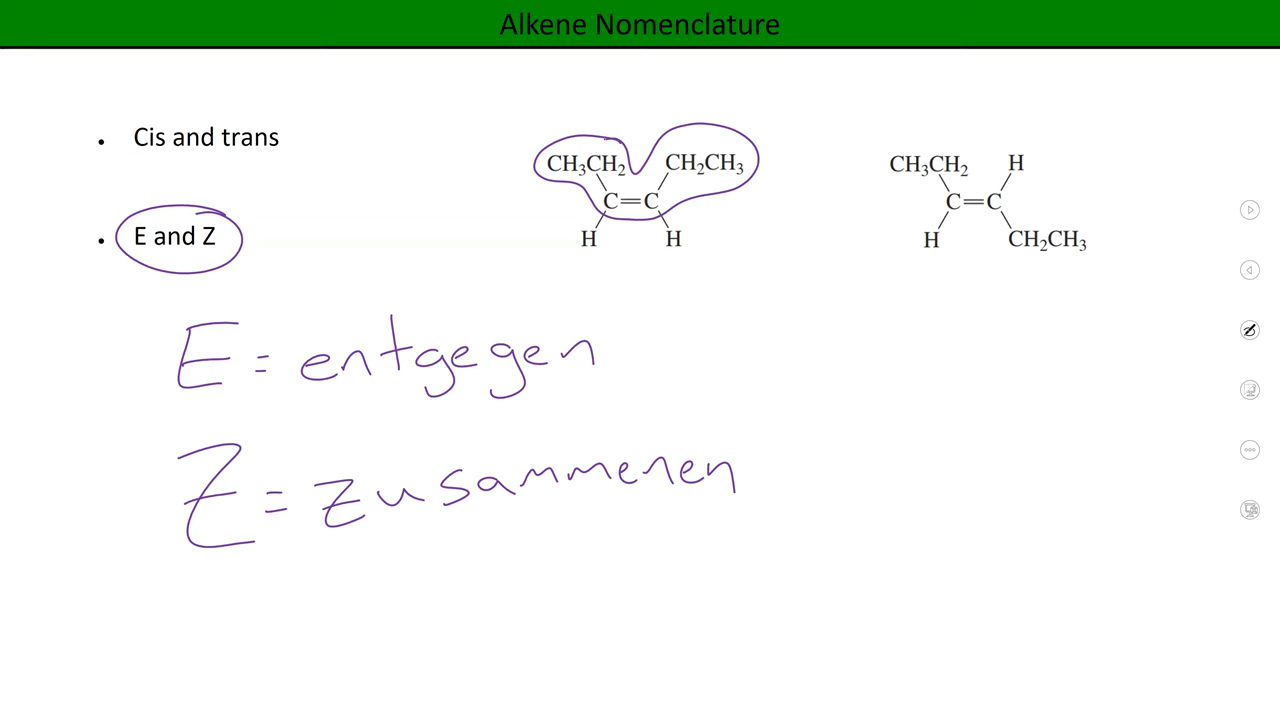 Alkene Nomenclature
• Cis and trans
CH₃CH₂ CH₂CH₃
C=C
H H
CH₃CH₂ H
C=C
H CH₂CH₃
• E and Z
E = entgegen
Z = zusammenen